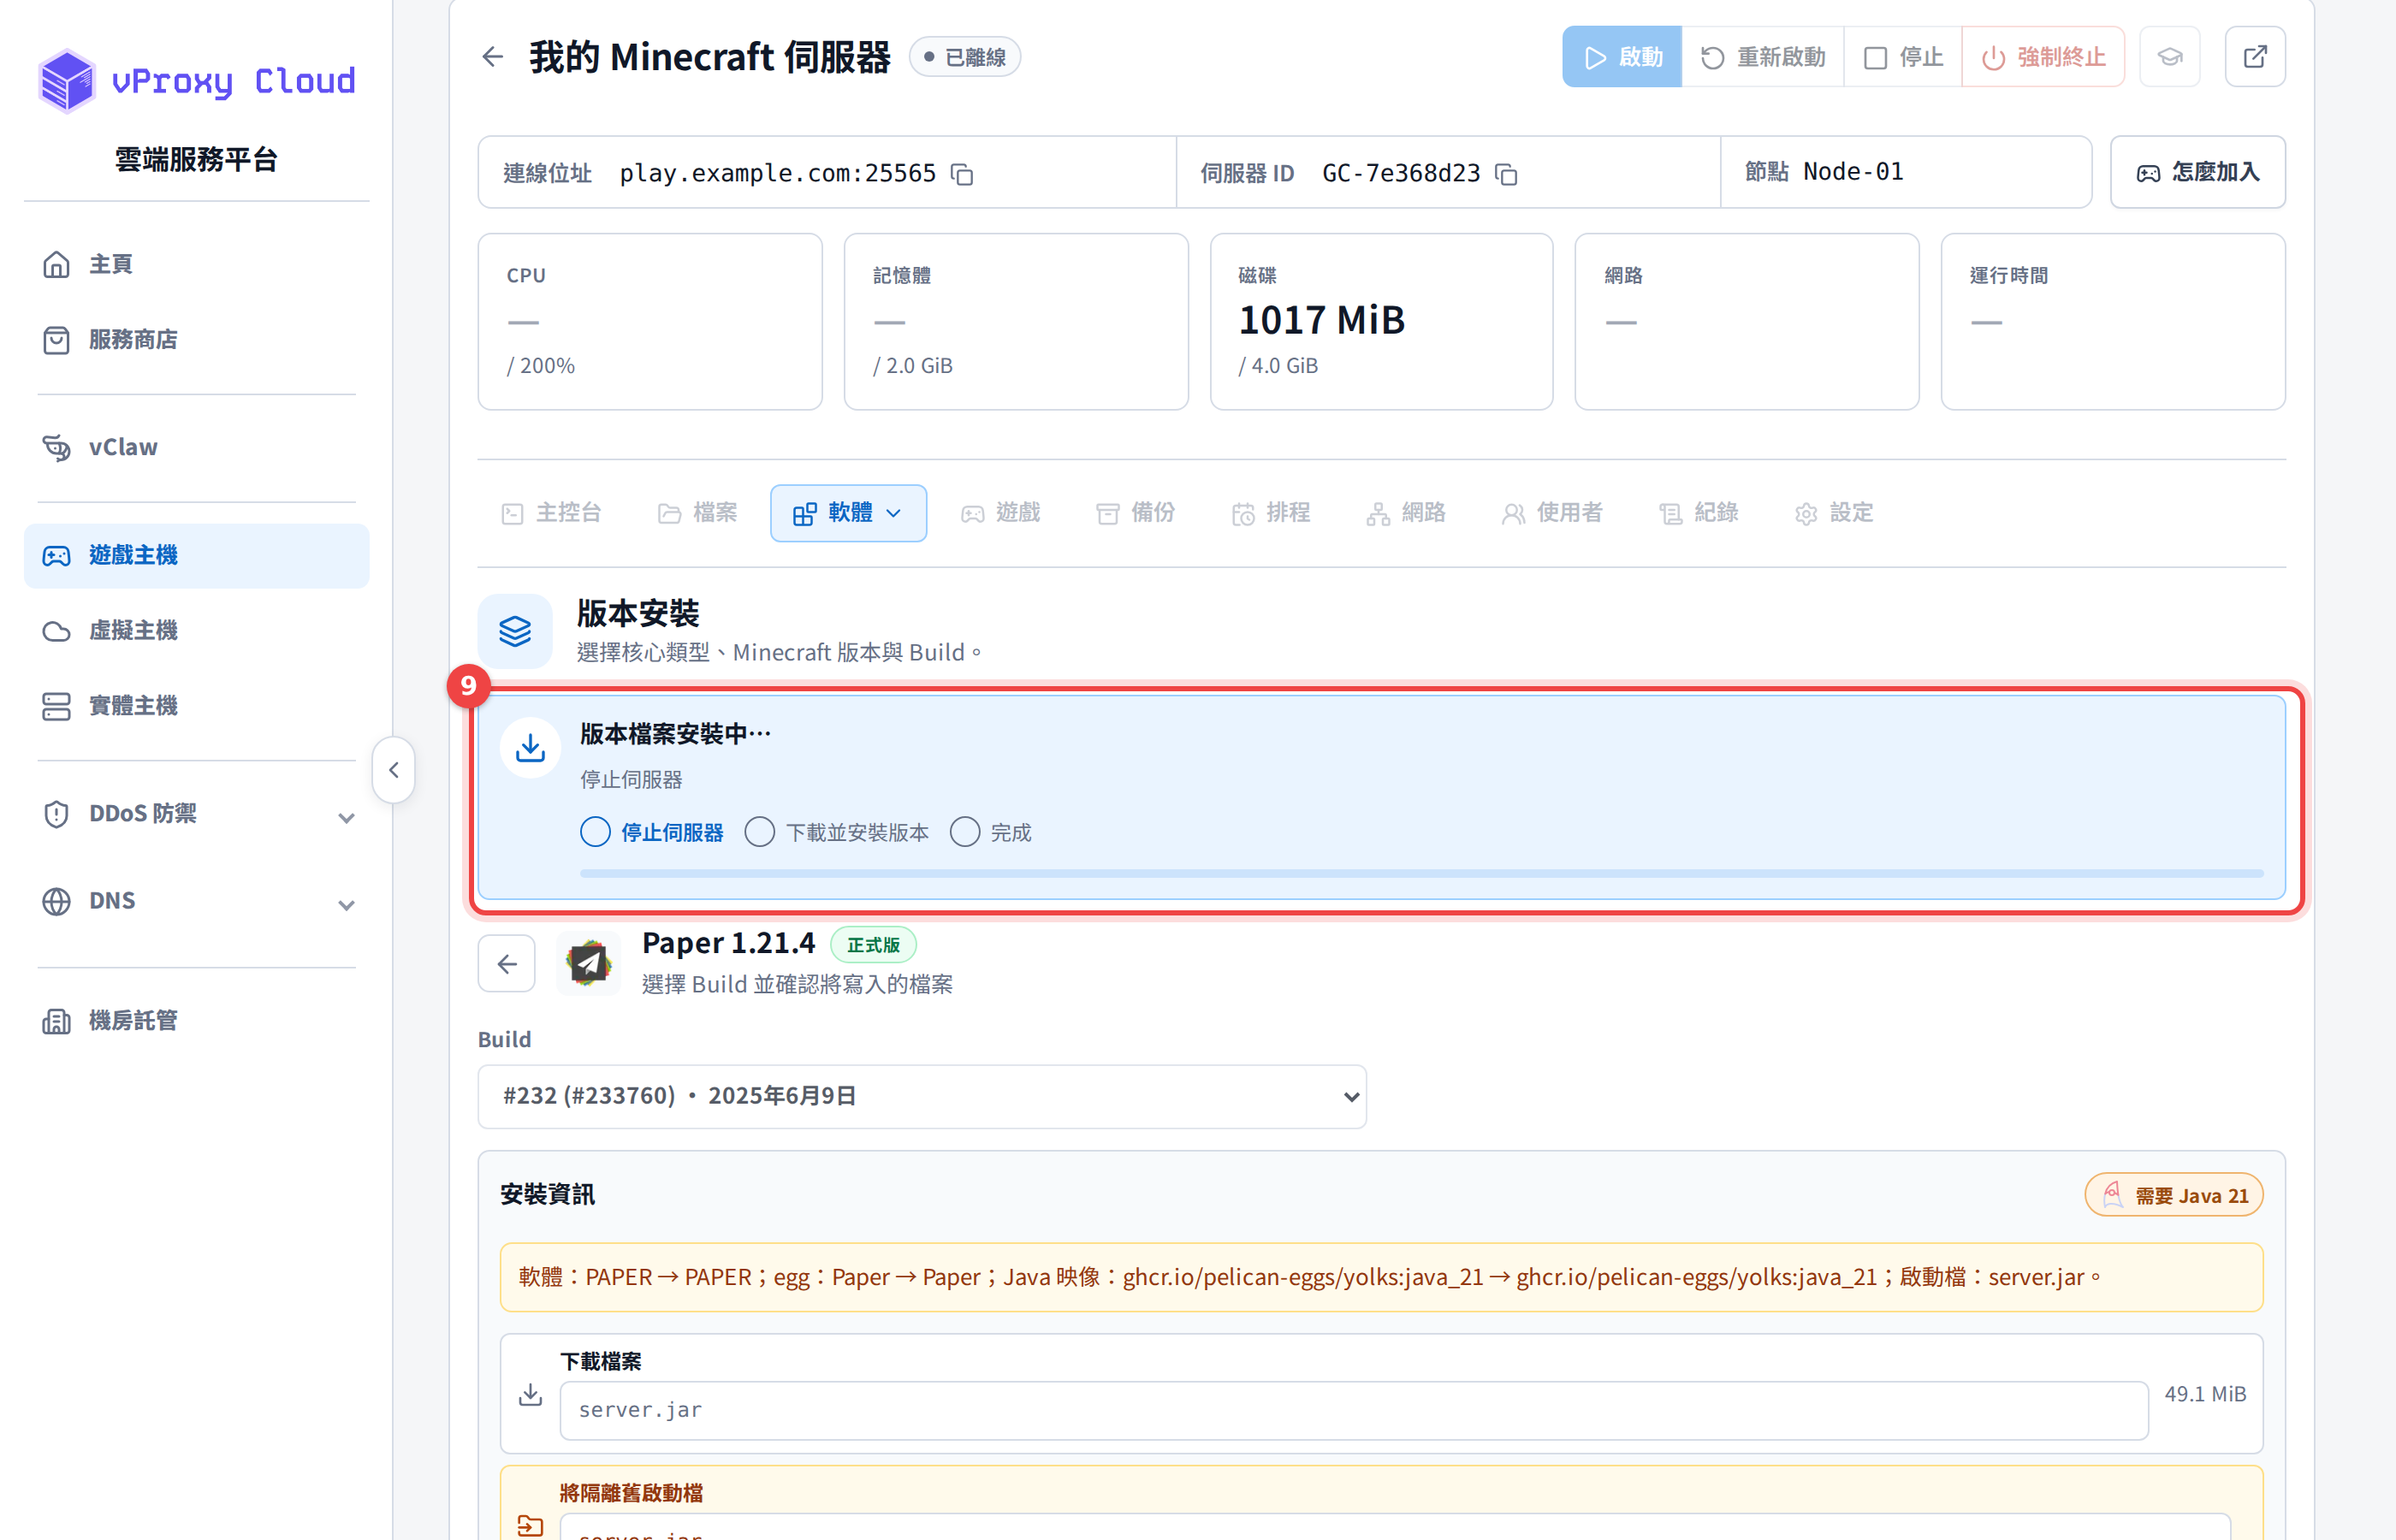 vProxy Cloud
雲端服務平台
主頁
服務商店
vClaw
遊戲主機
虛擬主機
實體主機
DDoS 防禦
DNS
機房託管
我的 Minecraft 伺服器
已離線
啟動
重新啟動
停止
強制終止
連線位址 play.example.com:25565
伺服器 ID GC-7e368d23
節點 Node-01
怎麼加入
CPU
—
/ 200%
記憶體
—
/ 2.0 GiB
磁碟
1017 MiB
/ 4.0 GiB
網路
—
運行時間
—
主控台
檔案
軟體
遊戲
備份
排程
網路
使用者
紀錄
設定
版本安裝
選擇核心類型、Minecraft 版本與 Build。
9
版本檔案安裝中…
停止伺服器
停止伺服器
下載並安裝版本
完成
Paper 1.21.4
正式版
選擇 Build 並確認將寫入的檔案
Build
#232 (#233760) • 2025年6月9日
安裝資訊
需要 Java 21
軟體：PAPER → PAPER；egg：Paper → Paper；Java 映像：ghcr.io/pelican-eggs/yolks:java_21 → ghcr.io/pelican-eggs/yolks:java_21；啟動檔：server.jar。
下載檔案
server.jar
49.1 MiB
將隔離舊啟動檔
server.jar